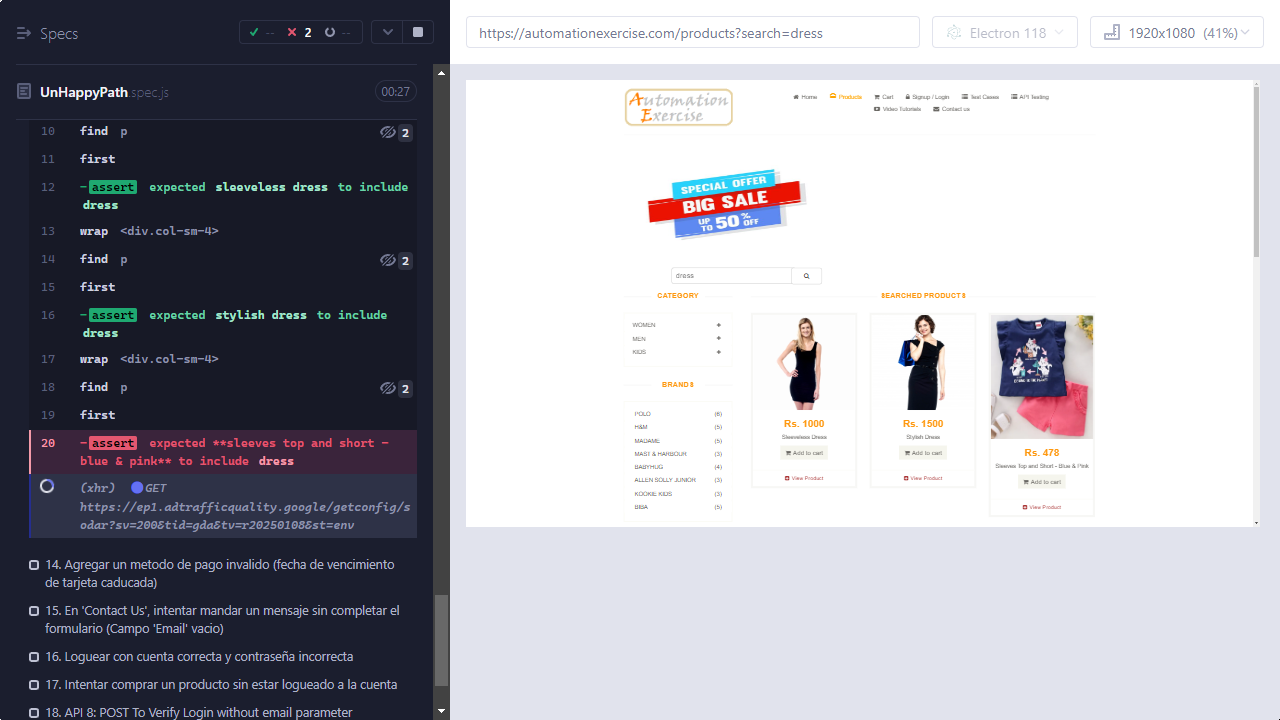 Specs
-- 2 --
UnHappyPath.spec.js 00:27
10 find p 2
11 first
12 -assert expected sleeveless dress to include
dress
13 wrap <div.col-sm-4>
14 find p 2
15 first
16 -assert expected stylish dress to include
dress
17 wrap <div.col-sm-4>
18 find p 2
19 first
20 -assert expected **sleeves top and short -
blue & pink** to include dress
(xhr) GET
https://ep1.adtrafficquality.google/getconfig/s
odar?sv=200&tid=gda&tv=r20250108&st=env
14. Agregar un metodo de pago invalido (fecha de vencimiento
de tarjeta caducada)
15. En 'Contact Us', intentar mandar un mensaje sin completar el
formulario (Campo 'Email' vacio)
16. Loguear con cuenta correcta y contraseña incorrecta
17. Intentar comprar un producto sin estar logueado a la cuenta
18. API 8: POST To Verify Login without email parameter
https://automationexercise.com/products?search=dress
Electron 118
1920x1080 (41%)
Automation
Exercise
Home Products Cart Signup / Login Test Cases API Testing
Video Tutorials Contact us
SPECIAL OFFER
BIG SALE
UP TO 50% OFF
dress
CATEGORY
WOMEN +
MEN +
KIDS +
BRANDS
POLO (6)
H&M (5)
MADAME (5)
MAST & HARBOUR (3)
BABYHUG (4)
ALLEN SOLLY JUNIOR (3)
KOOKIE KIDS (3)
BIBA (5)
SEARCHED PRODUCTS
Rs. 1000
Sleeveless Dress
Add to cart
View Product
Rs. 1500
Stylish Dress
Add to cart
View Product
Rs. 478
Sleeves Top and Short - Blue & Pink
Add to cart
View Product